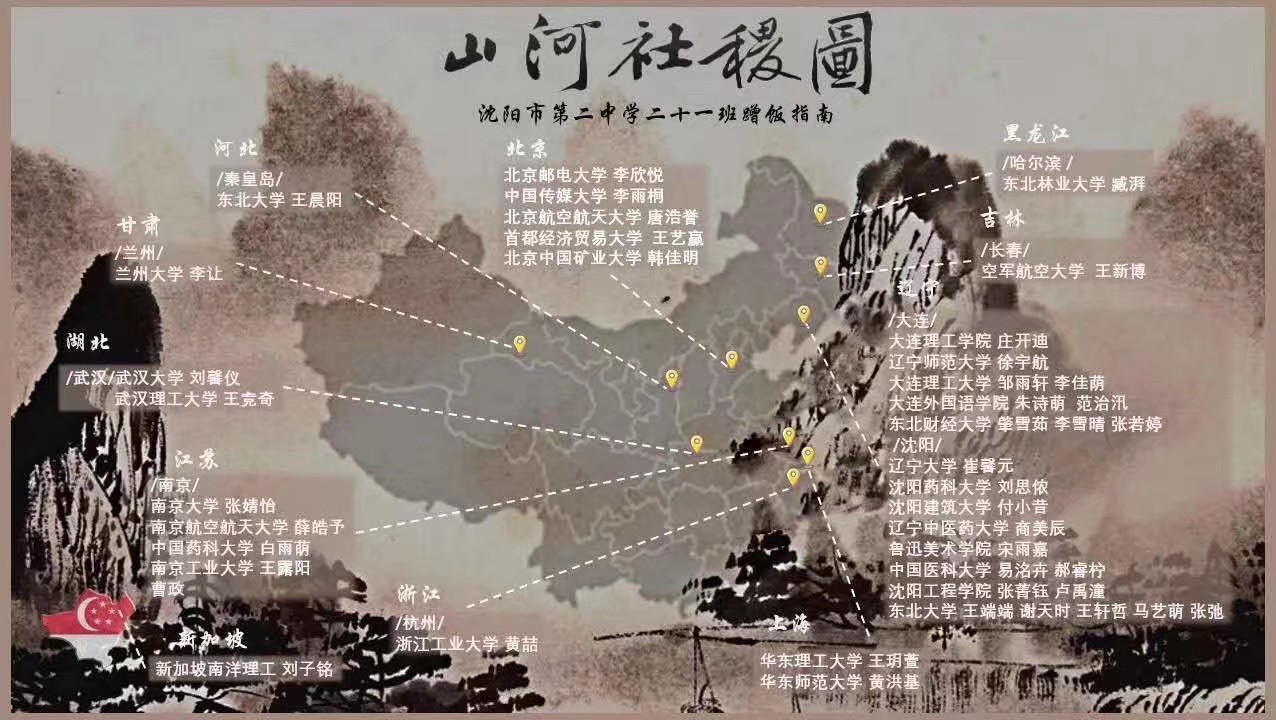 山河社稷圖
沈阳市第二中学二十一班蹭饭指南
河北
/秦皇岛/
东北大学 王晨阳
甘肃
/兰州/
兰州大学 李让
湖北
/武汉/武汉大学 刘馨仪
武汉理工大学 王竞奇
江苏
/南京/
南京大学 张婧怡
南京航空航天大学 薛皓予
中国药科大学 白雨萌
南京工业大学 王露阳
曹政
新加坡
新加坡南洋理工 刘子铭
浙江
/杭州/
浙江工业大学 黄喆
北京
北京邮电大学 李欣悦
中国传媒大学 李雨桐
北京航空航天大学 唐浩誉
首都经济贸易大学 王艺赢
北京中国矿业大学 韩佳明
黑龙江
/哈尔滨 /
东北林业大学 臧湃
吉林
/长春/
空军航空大学 王新博
辽宁
/大连/
大连理工学院 庄开迪
辽宁师范大学 徐宇航
大连理工大学 邹雨轩 李佳萌
大连外国语学院 朱诗萌 范治汛
东北财经大学 肇雪茹 李雪晴 张若婷
/沈阳/
辽宁大学 崔馨元
沈阳药科大学 刘思侬
沈阳建筑大学 付小音
辽宁中医药大学 商美辰
鲁迅美术学院 宋雨嘉
中国医科大学 易洺卉 郝睿柠
沈阳工程学院 张菁钰 卢禹潼
东北大学 王端端 谢天时 王轩哲 马艺萌 张弛
上海
华东理工大学 王玥萱
华东师范大学 黄洪基